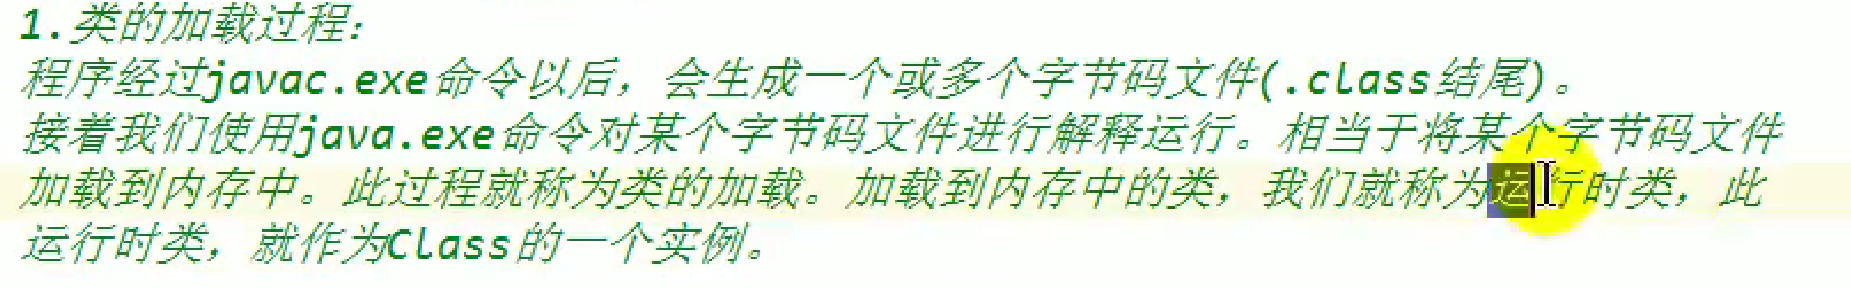 1.类的加载过程:
程序经过javac.exe命令以后，会生成一个或多个字节码文件(.class结尾)。
接着我们使用java.exe命令对某个字节码文件进行解释运行。相当于将某个字节码文件
加载到内存中。此过程就称为类的加载。加载到内存中的类，我们就称为运行时类，此
运行时类，就作为Class的一个实例。